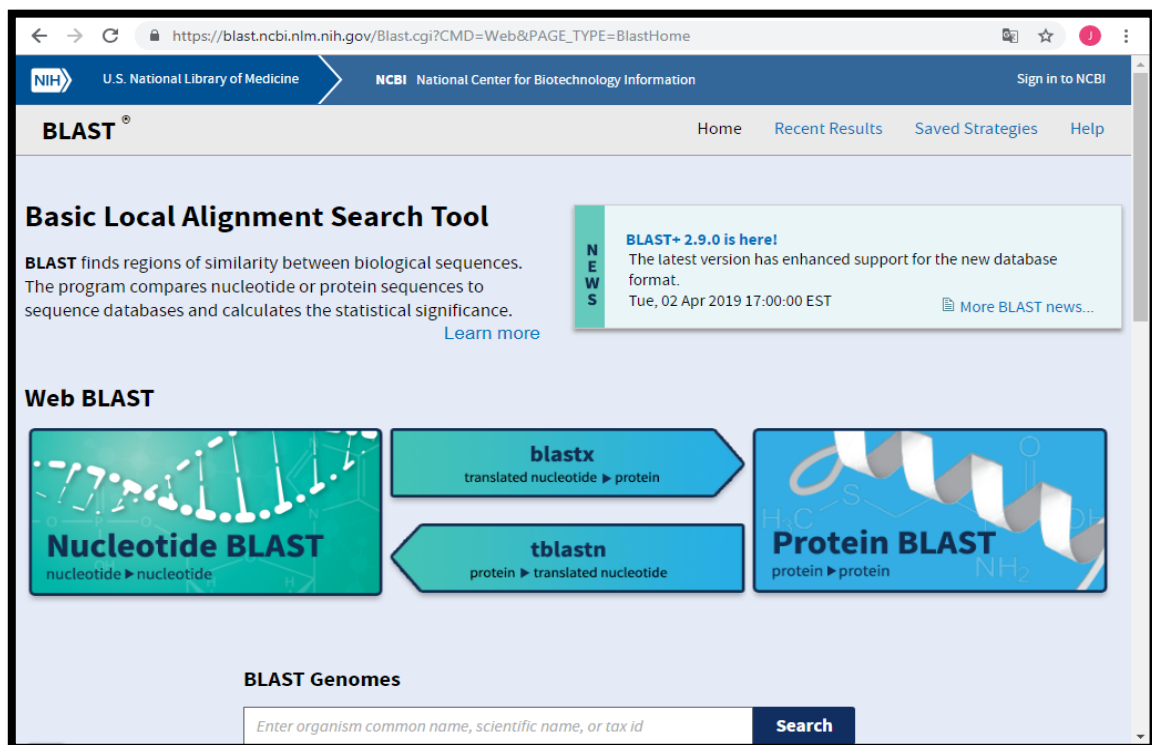 https://blast.ncbi.nlm.nih.gov/Blast.cgi?CMD=Web&PAGE_TYPE=BlastHome
J
NIH
U.S. National Library of Medicine
NCBI National Center for Biotechnology Information
Sign in to NCBI
BLAST ®
Home
Recent Results
Saved Strategies
Help
Basic Local Alignment Search Tool
BLAST finds regions of similarity between biological sequences.
The program compares nucleotide or protein sequences to
sequence databases and calculates the statistical significance.
Learn more
NEWS
BLAST+ 2.9.0 is here!
The latest version has enhanced support for the new database
format.
Tue, 02 Apr 2019 17:00:00 EST
More BLAST news...
Web BLAST
Nucleotide BLAST
nucleotide ▶ nucleotide
blastx
translated nucleotide ▶ protein
tblastn
protein ▶ translated nucleotide
H₃C
S
O
OH
NH₂
Protein BLAST
protein ▶ protein
BLAST Genomes
Enter organism common name, scientific name, or tax id
Search